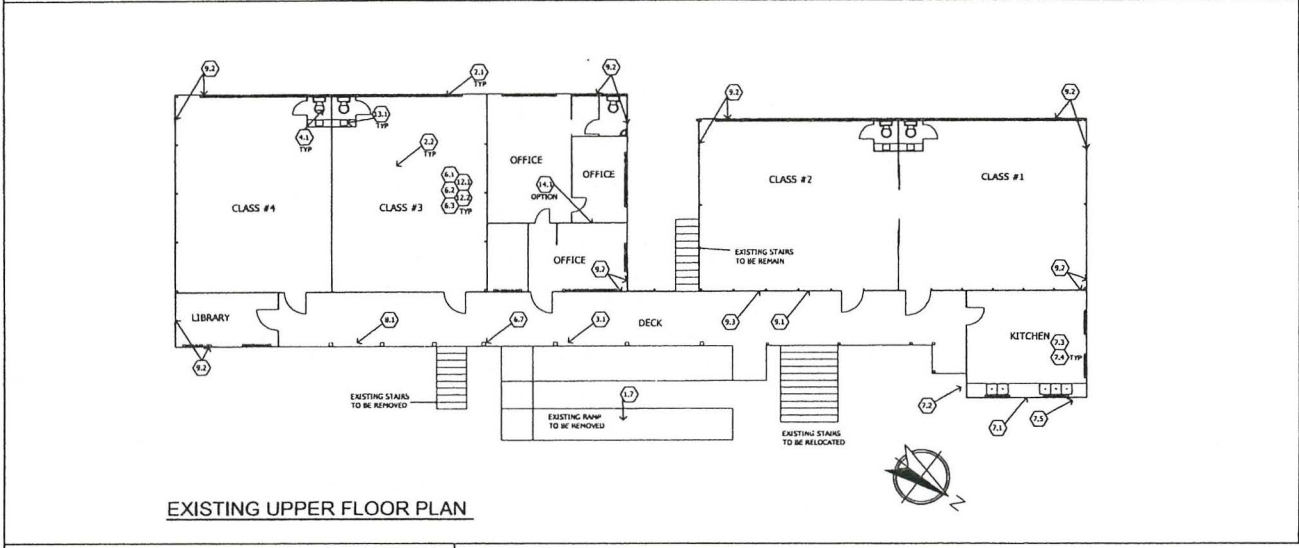 9.2
2.1
TYP
9.2
9.2
9.2
4.1
TYP
13.1
TYP
2.2
TYP
6.1
12.1
6.2
12.2
6.3
TYP
OFFICE
OFFICE
14.1
OPTION
CLASS #4
CLASS #3
CLASS #2
CLASS #1
EXISTING STAIRS
TO BE REMAIN
OFFICE
9.2
9.2
LIBRARY
8.1
6.7
3.1
DECK
9.3
9.1
KITCHEN
7.3
7.4
TYP
9.2
EXISTING STAIRS
TO BE REMOVED
1.7
EXISTING RAMP
TO BE REMOVED
EXISTING STAIRS
TO BE RELOCATED
7.2
7.1
7.5
N
EXISTING UPPER FLOOR PLAN